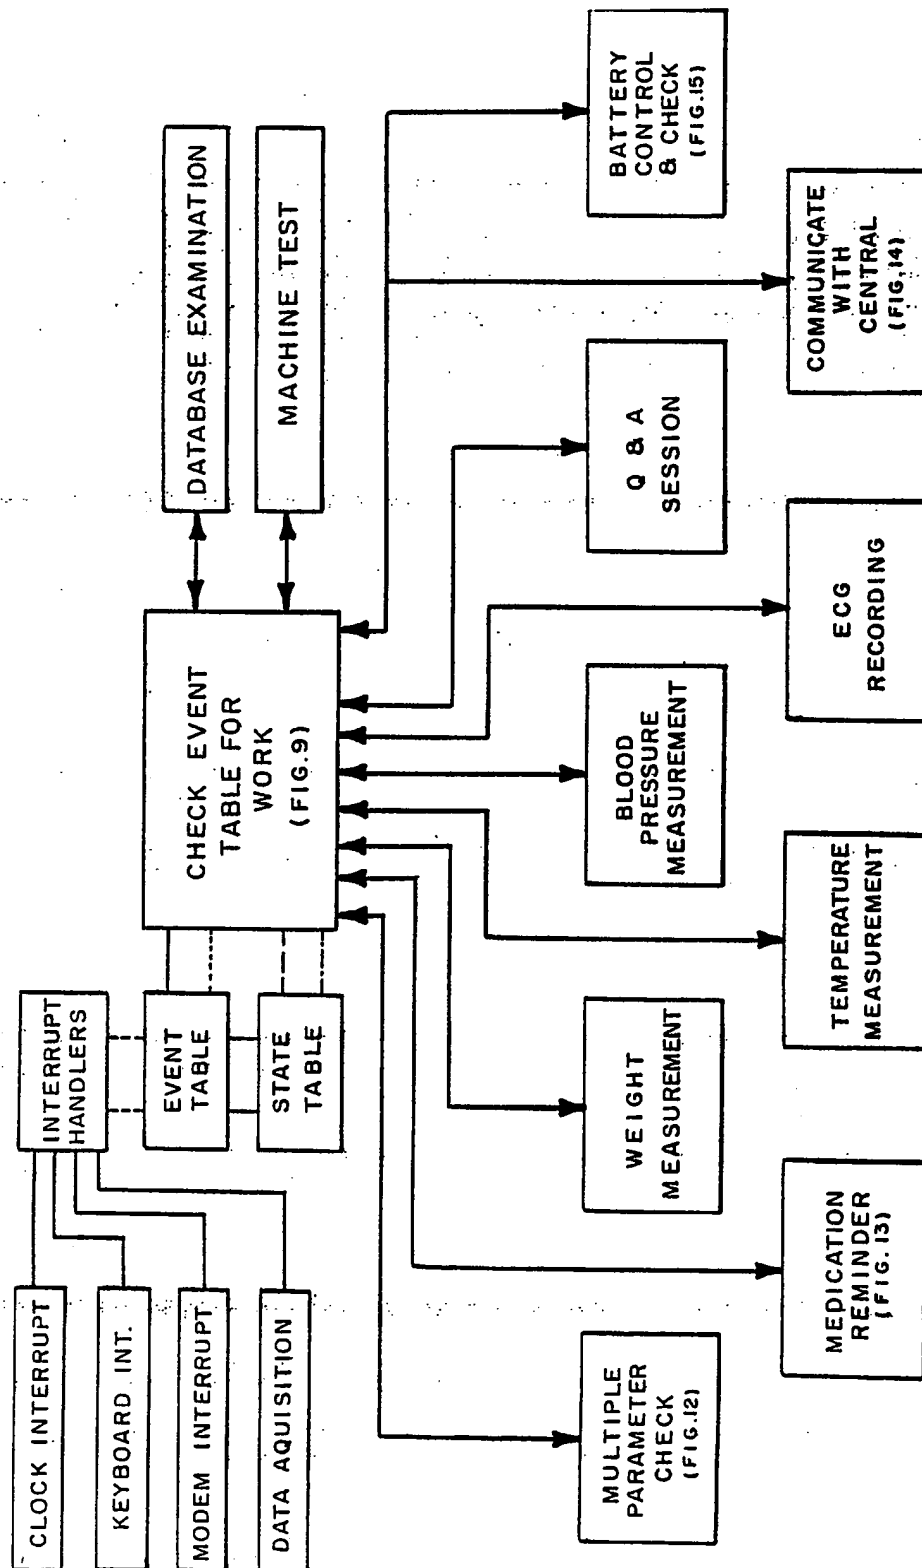 CLOCK INTERRUPT
KEYBOARD INT.
MODEM INTERRUPT
DATA AQUISITION
INTERRUPT
HANDLERS
EVENT
TABLE
STATE
TABLE
CHECK EVENT
TABLE FOR
WORK
(FIG.9)
DATABASE EXAMINATION
MACHINE TEST
MULTIPLE
PARAMETER
CHECK
(FIG.12)
MEDICATION
REMINDER
(FIG.13)
WEIGHT
MEASUREMENT
TEMPERATURE
MEASUREMENT
BLOOD
PRESSURE
MEASUREMENT
ECG
RECORDING
Q & A
SESSION
COMMUNICATE
WITH
CENTRAL
(FIG.14)
BATTERY
CONTROL
& CHECK
(FIG.15)